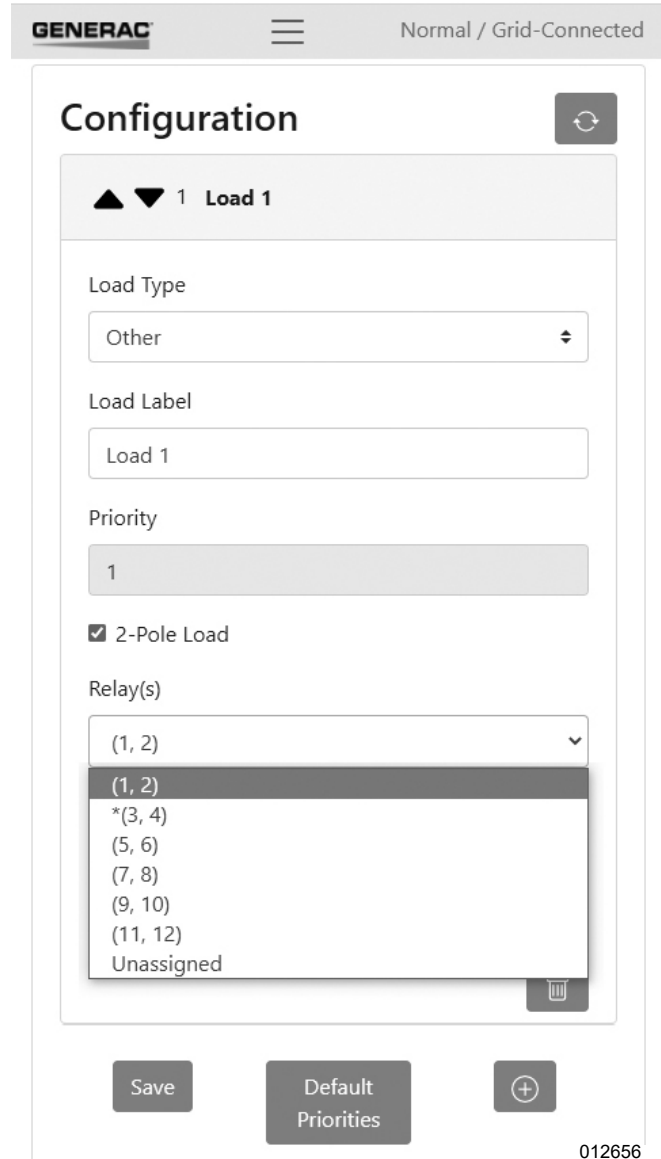 GENERAC Normal / Grid-Connected
Configuration
1 Load 1
Load Type
Other
Load Label
Load 1
Priority
1
2-Pole Load
Relay(s)
(1, 2)
(1, 2)
*(3, 4)
(5, 6)
(7, 8)
(9, 10)
(11, 12)
Unassigned
Save
Default
Priorities
012656